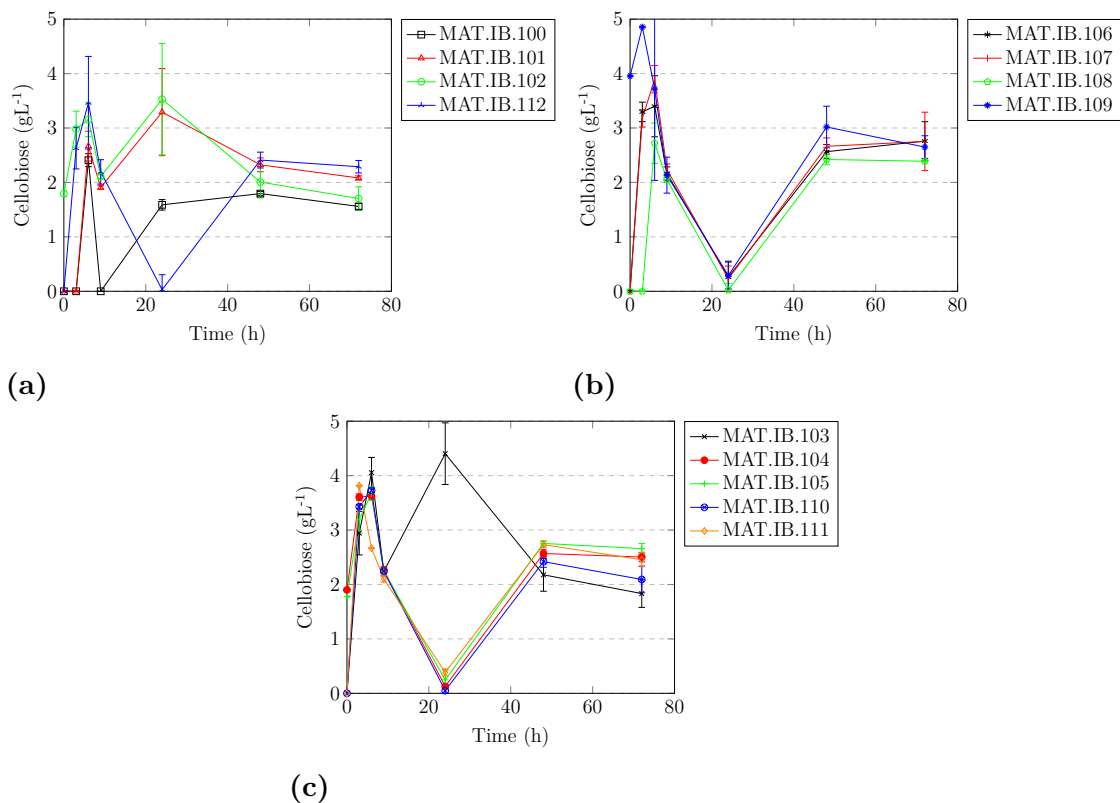 5
4
3
2
1
0
Cellobiose (gL-1)
0 20 40 60 80
Time (h)
MAT.IB.100
MAT.IB.101
MAT.IB.102
MAT.IB.112
(a)
5
4
3
2
1
0
Cellobiose (gL-1)
0 20 40 60 80
Time (h)
MAT.IB.106
MAT.IB.107
MAT.IB.108
MAT.IB.109
(b)
5
4
3
2
1
0
Cellobiose (gL-1)
0 20 40 60 80
Time (h)
MAT.IB.103
MAT.IB.104
MAT.IB.105
MAT.IB.110
MAT.IB.111
(c)